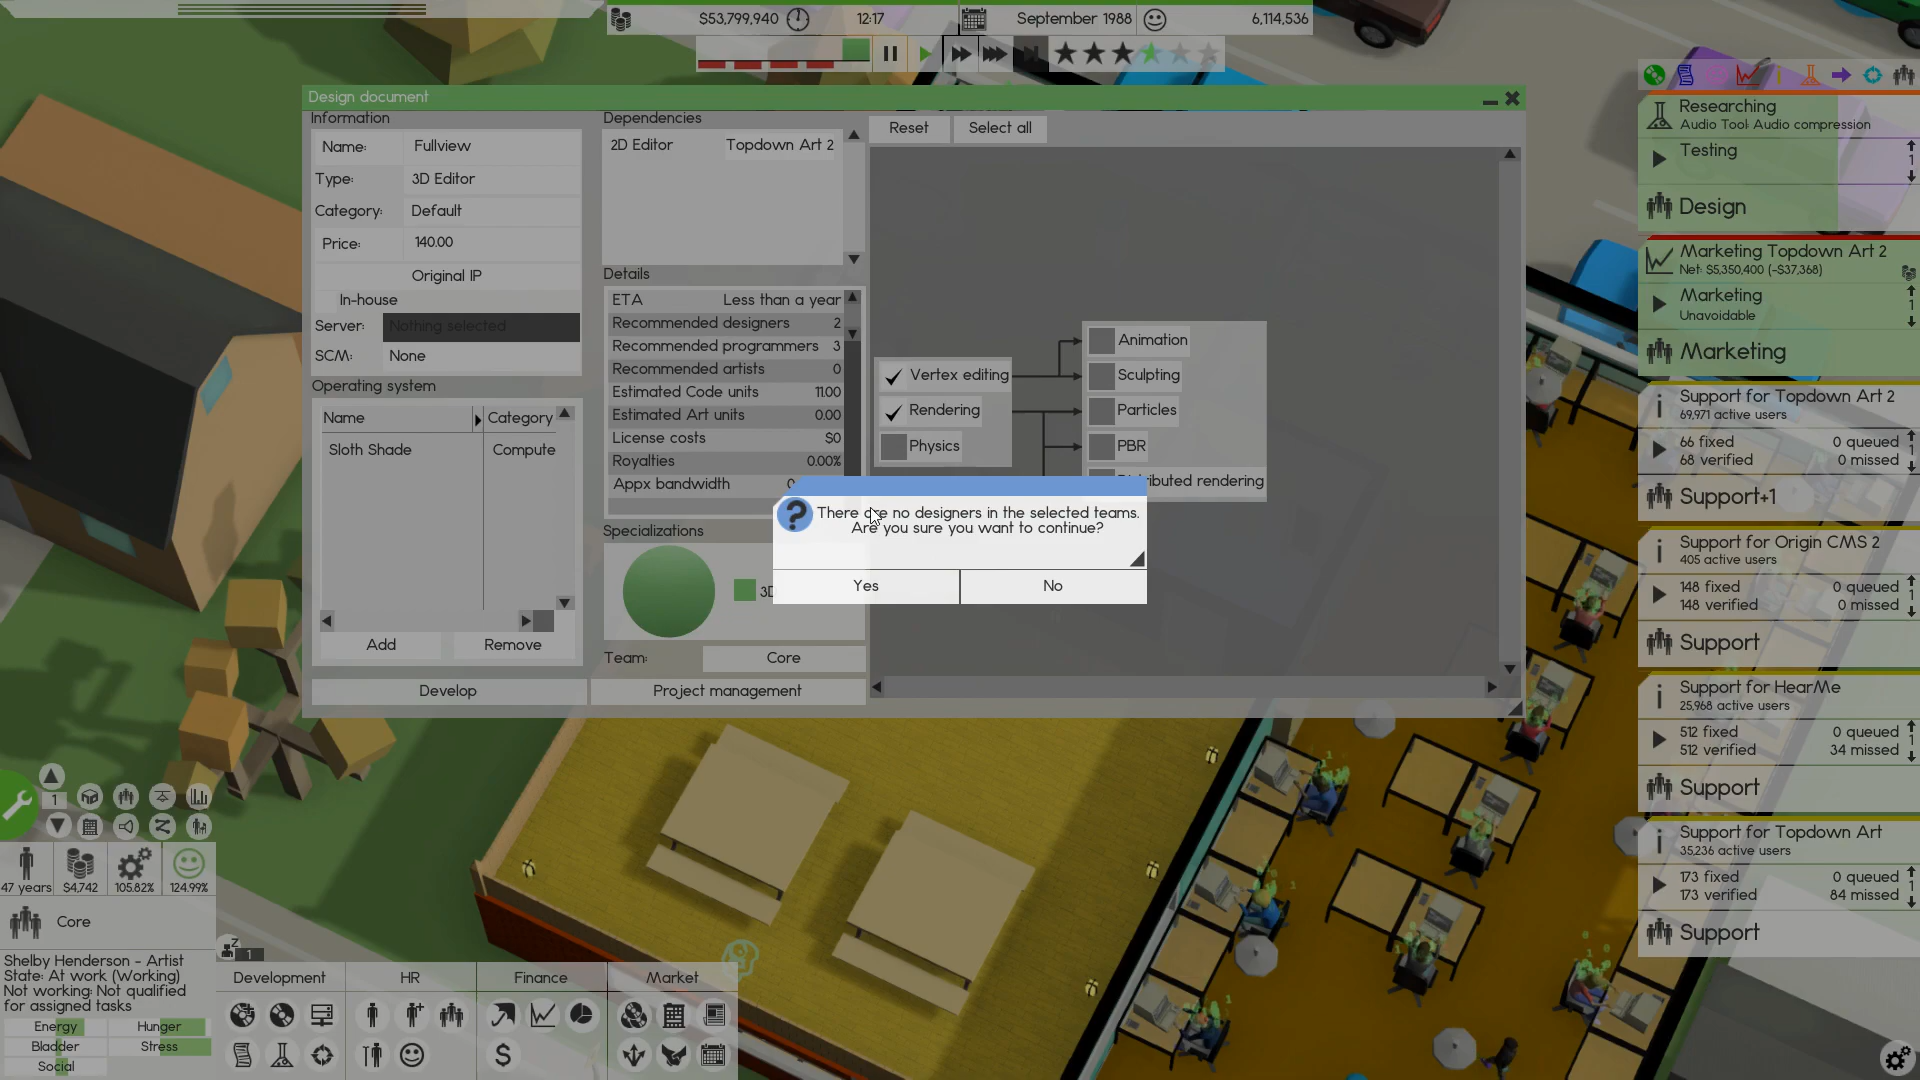 $53,799,940
12:17
September 1988
6,114,536
Design document
Information
Name: Fullview
Type: 3D Editor
Category: Default
Price: 140.00
Original IP
In-house
Server: Nothing selected
SCM: None
Operating system
Name Category
Sloth Shade Compute
Add Remove
Develop
Dependencies
2D Editor Topdown Art 2
Details
ETA Less than a year
Recommended designers 2
Recommended programmers 3
Recommended artists 0
Estimated Code units 11.00
Estimated Art units 0.00
License costs $0
Royalties 0.00%
Appx bandwidth
Specializations
3D
Team: Core
Project management
Reset Select all
Vertex editing
Rendering
Physics
Animation
Sculpting
Particles
PBR
rendering
There are no designers in the selected teams.
Are you sure you want to continue?
Yes No
Researching
Audio Tool: Audio compression
Testing
1
Design
Marketing Topdown Art 2
Net: $5,350,400 (-$37,368)
Marketing
Unavoidable
1
Marketing
Support for Topdown Art 2
69,971 active users
66 fixed 0 queued
68 verified 0 missed
1
Support+1
Support for Origin CMS 2
405 active users
148 fixed 0 queued
148 verified 0 missed
1
Support
Support for HearMe
25,968 active users
512 fixed 0 queued
512 verified 34 missed
1
Support
Support for Topdown Art
35,236 active users
173 fixed 0 queued
173 verified 84 missed
1
Support
1
47 years $4,742 105.82% 124.99%
Core
Shelby Henderson - Artist
State: At work (Working)
Not working: Not qualified
for assigned tasks
Energy Hunger
Bladder Stress
Social
z
1
Development HR Finance Market